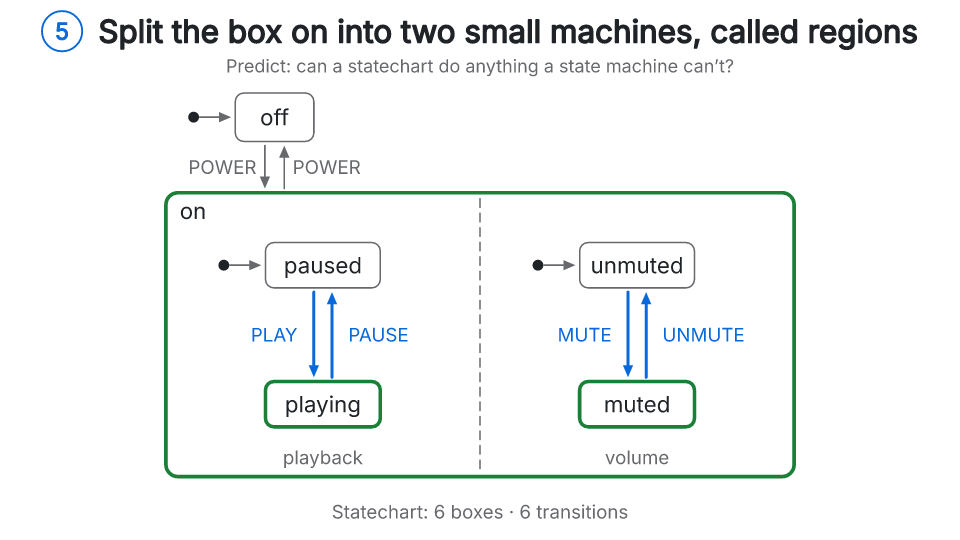 5 Split the box on into two small machines, called regions
Predict: can a statechart do anything a state machine can’t?
off
POWER POWER
on
paused unmuted
PLAY PAUSE MUTE UNMUTE
playing muted
playback volume
Statechart: 6 boxes · 6 transitions